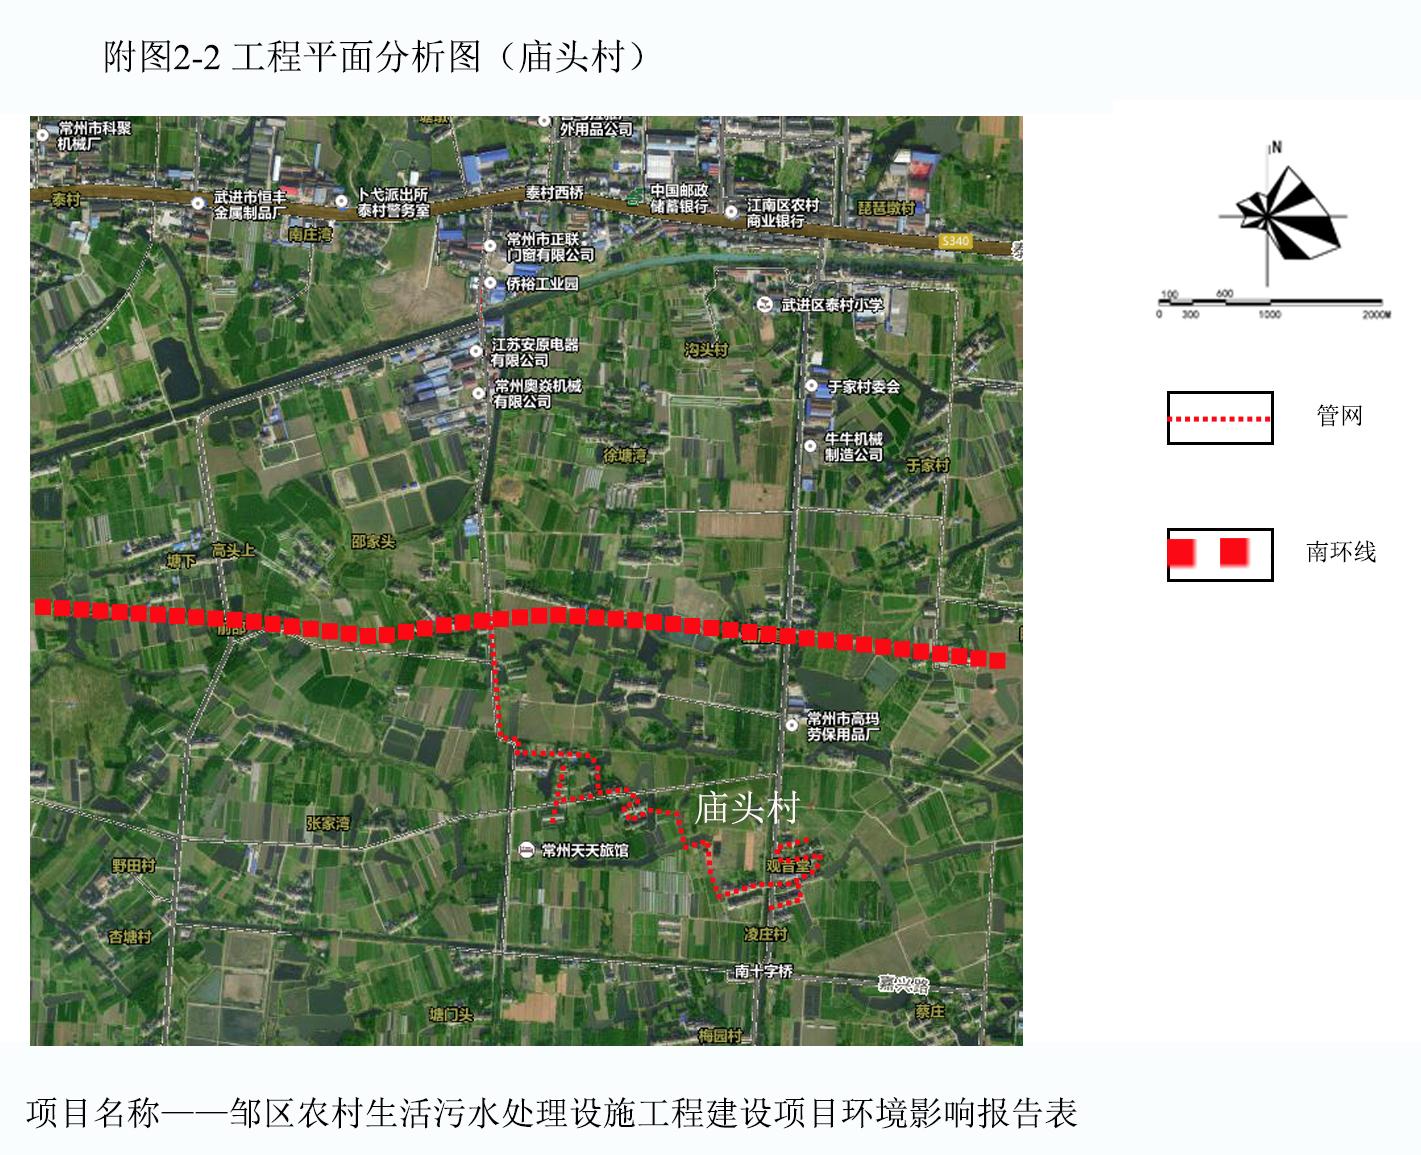 附图2-2 工程平面分析图（庙头村）
常州市科聚
机械厂
外用品公司
泰村
武进市恒丰
金属制品厂
卜弋派出所
泰村警务室
泰村西桥
中国邮政
储蓄银行
江南区农村
商业银行
琵琶墩村
南庄湾
常州市正联
门窗有限公司
S340
侨裕工业园
武进区泰村小学
江苏安原电器
有限公司
沟头村
常州奥焱机械
有限公司
于家村委会
牛牛机械
制造公司
徐塘湾
于家村
邵家头
高头上
塘下
常州市高玛
劳保用品厂
庙头村
张家湾
常州天天旅馆
野田村
观音堂
杏塘村
凌庄村
南十字桥
嘉兴路
塘门头
蔡庄
梅园村
N
100 600
0 300 1000 2000M
管网
南环线
项目名称——邹区农村生活污水处理设施工程建设项目环境影响报告表